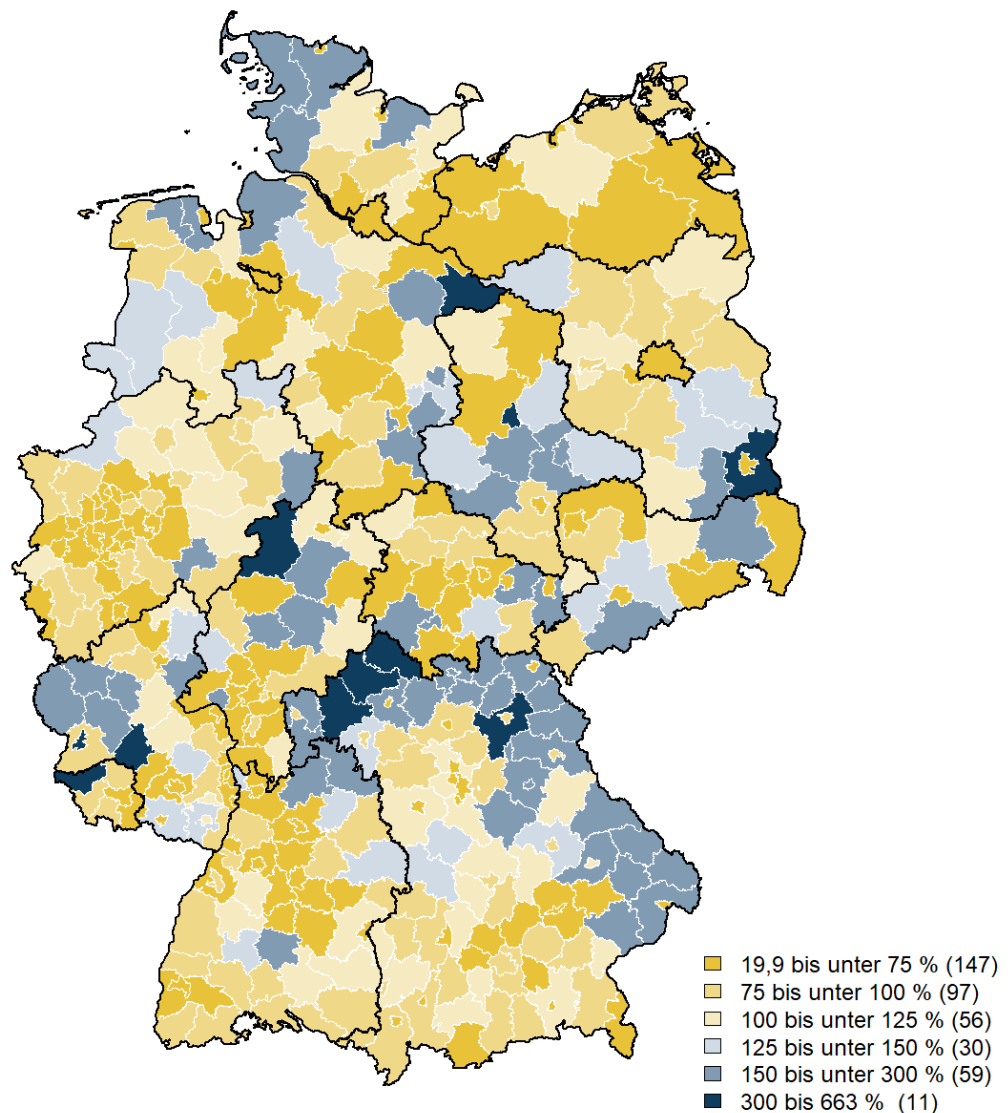 19,9 bis unter 75 % (147)
75 bis unter 100 % (97)
100 bis unter 125 % (56)
125 bis unter 150 % (30)
150 bis unter 300 % (59)
300 bis 663 % (11)